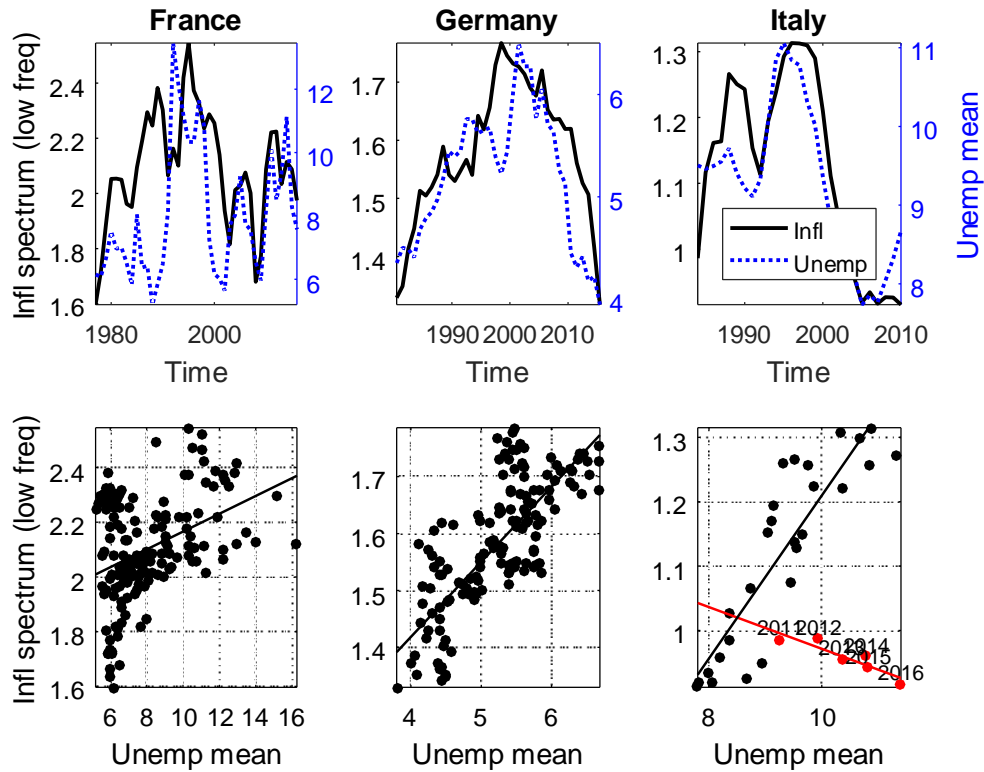 France Germany Italy
Infl spectrum (low freq)
2.4
2.2
2
1.8
1.6
12
10
8
6
1980 2000
Time
1.7
1.6
1.5
1.4
6
5
4
1990 2000 2010
Time
1.3
1.2
1.1
1
11
10
9
8
Unemp mean
Infl
Unemp
1990 2000 2010
Time
Infl spectrum (low freq)
2.4
2.2
2
1.8
1.6
6 8 10 12 14 16
Unemp mean
1.7
1.6
1.5
1.4
4 5 6
Unemp mean
1.3
1.2
1.1
1
2011 2012
2013 2014
2015
2016
8 10
Unemp mean